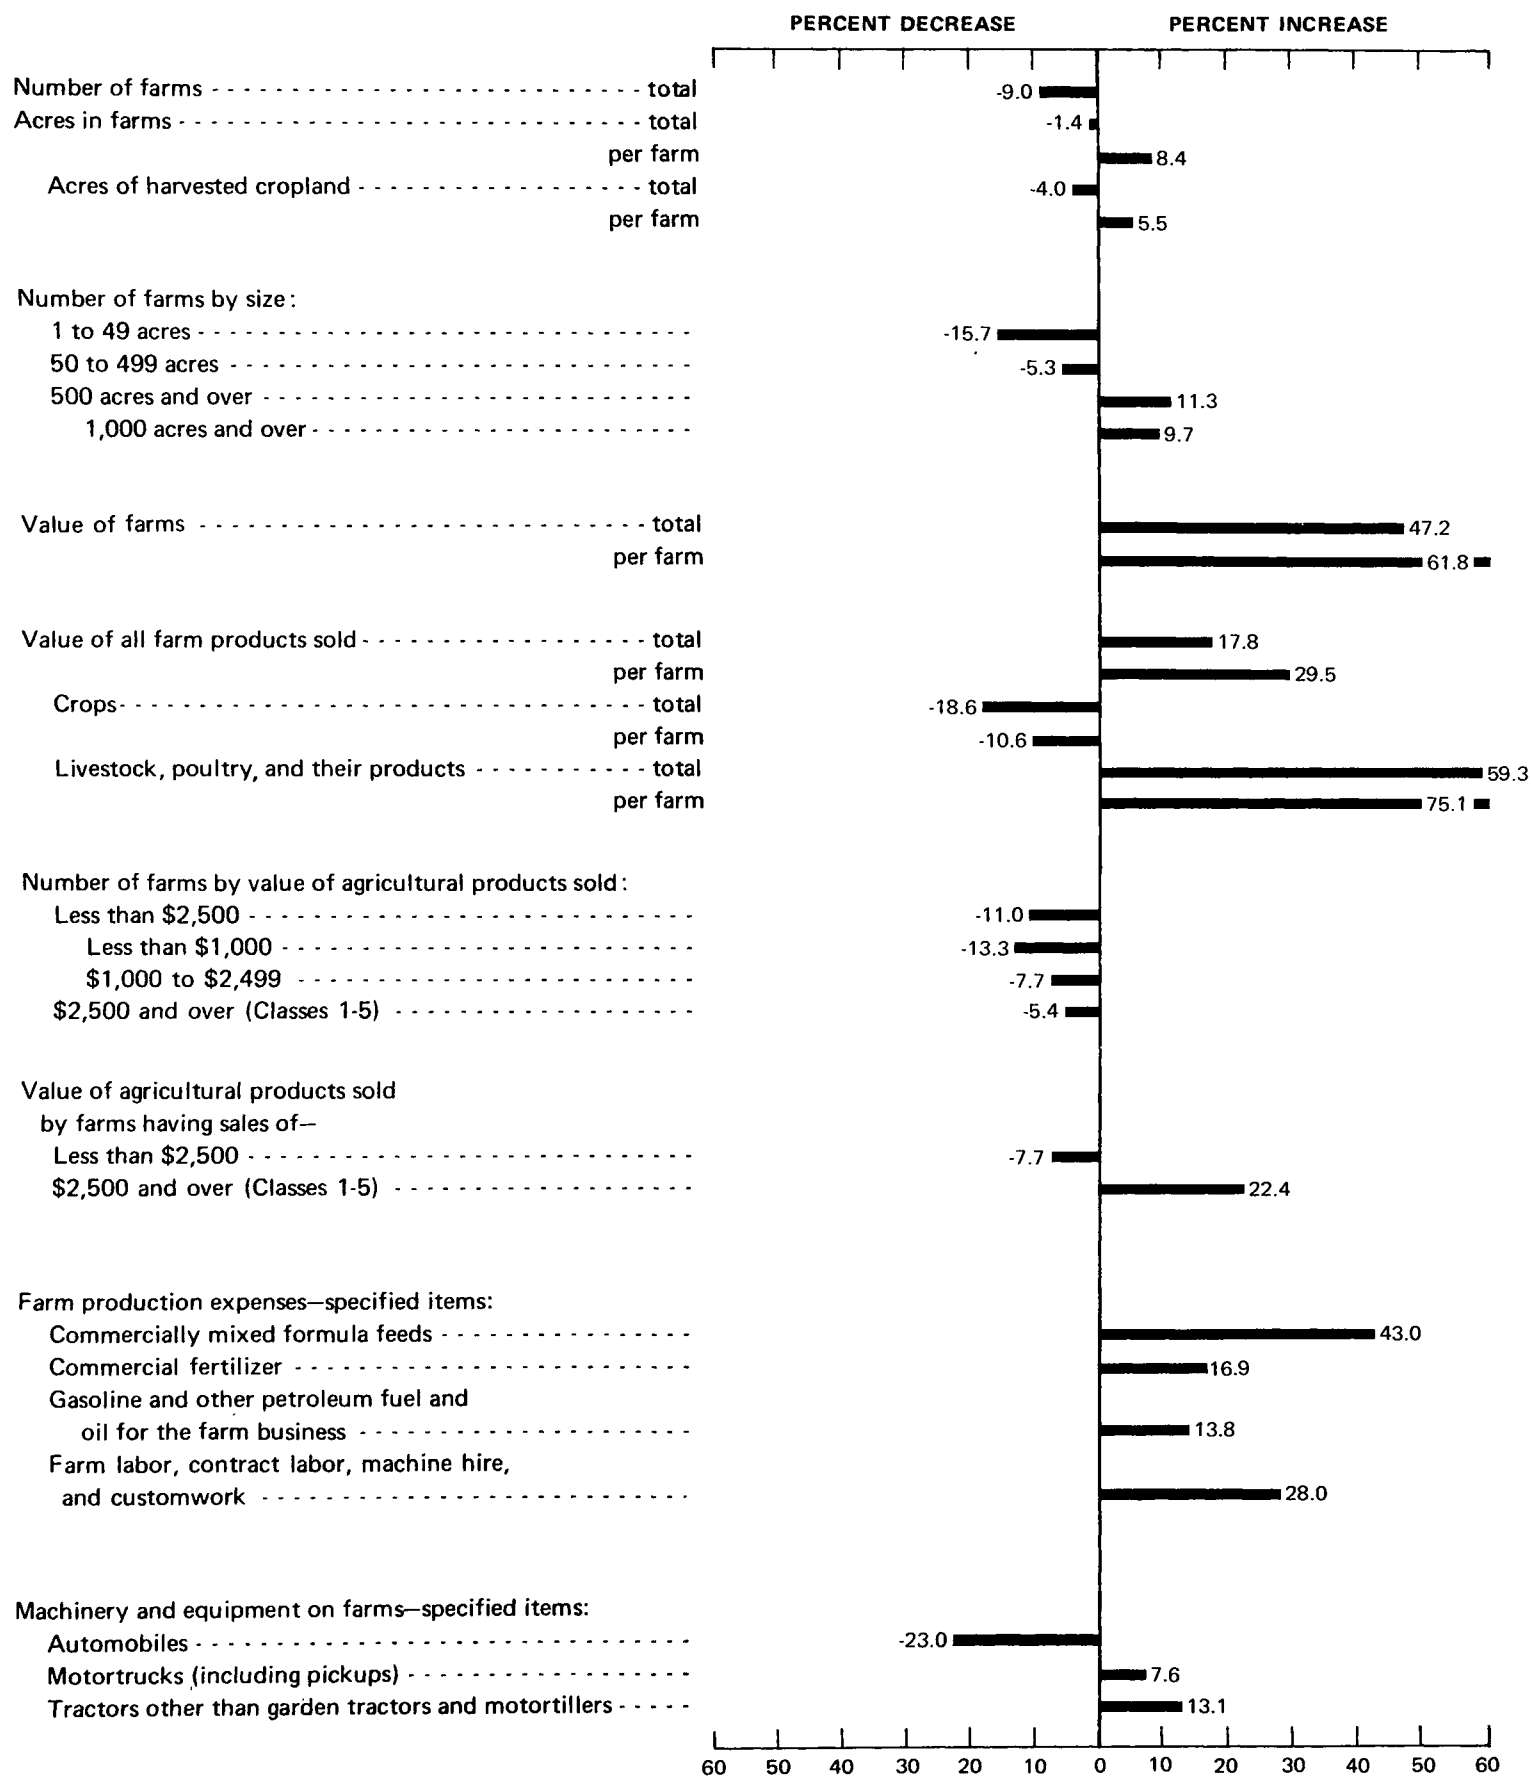 PERCENT DECREASE PERCENT INCREASE
Number of farms - - - - - - - - - - - - - - - - - - - - - - - - - - - total -9.0
Acres in farms - - - - - - - - - - - - - - - - - - - - - - - - - - - - - total -1.4
per farm 8.4
Acres of harvested cropland - - - - - - - - - - - - - - - - - - total -4.0
per farm 5.5
Number of farms by size:
1 to 49 acres - - - - - - - - - - - - - - - - - - - - - - - - - - - - - - -15.7
50 to 499 acres - - - - - - - - - - - - - - - - - - - - - - - - - - - - -5.3
500 acres and over - - - - - - - - - - - - - - - - - - - - - - - - - - 11.3
1,000 acres and over - - - - - - - - - - - - - - - - - - - - - - - 9.7
Value of farms - - - - - - - - - - - - - - - - - - - - - - - - - - - - total 47.2
per farm 61.8
Value of all farm products sold - - - - - - - - - - - - - - - - - - total 17.8
per farm 29.5
Crops - - - - - - - - - - - - - - - - - - - - - - - - - - - - - - - - total -18.6
per farm -10.6
Livestock, poultry, and their products - - - - - - - - - - - total 59.3
per farm 75.1
Number of farms by value of agricultural products sold:
Less than $2,500 - - - - - - - - - - - - - - - - - - - - - - - - - - - -11.0
Less than $1,000 - - - - - - - - - - - - - - - - - - - - - - - - - -13.3
$1,000 to $2,499 - - - - - - - - - - - - - - - - - - - - - - - - -7.7
$2,500 and over (Classes 1-5) - - - - - - - - - - - - - - - - - - -5.4
Value of agricultural products sold
by farms having sales of—
Less than $2,500 - - - - - - - - - - - - - - - - - - - - - - - - - - - -7.7
$2,500 and over (Classes 1-5) - - - - - - - - - - - - - - - - - - 22.4
Farm production expenses—specified items:
Commercially mixed formula feeds - - - - - - - - - - - - - - - 43.0
Commercial fertilizer - - - - - - - - - - - - - - - - - - - - - - - - 16.9
Gasoline and other petroleum fuel and
oil for the farm business - - - - - - - - - - - - - - - - - - - - 13.8
Farm labor, contract labor, machine hire,
and customwork - - - - - - - - - - - - - - - - - - - - - - - - - - 28.0
Machinery and equipment on farms—specified items:
Automobiles - - - - - - - - - - - - - - - - - - - - - - - - - - - - - - -23.0
Motortrucks (including pickups) - - - - - - - - - - - - - - - - - 7.6
Tractors other than garden tractors and motortillers - - - - - 13.1
60 50 40 30 20 10 0 10 20 30 40 50 60